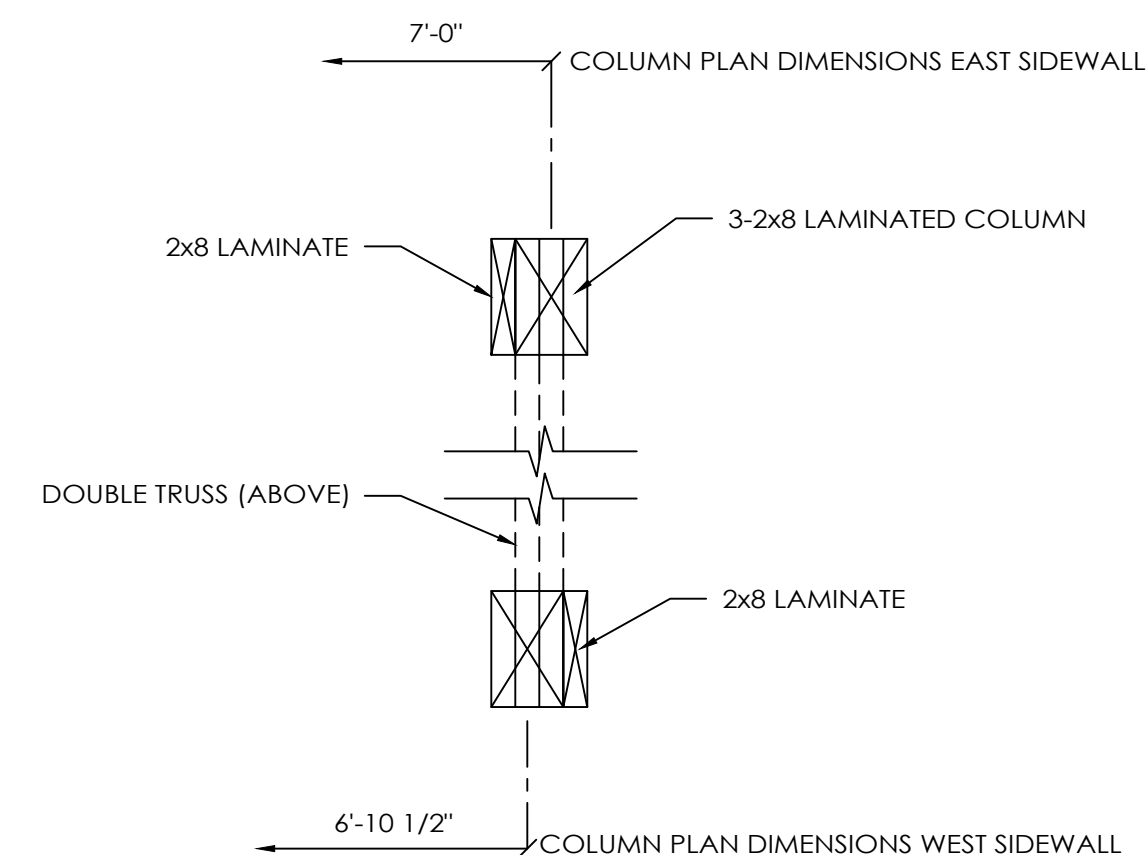 7'-0"
COLUMN PLAN DIMENSIONS EAST SIDEWALL
3-2x8 LAMINATED COLUMN
2x8 LAMINATE
DOUBLE TRUSS (ABOVE)
2x8 LAMINATE
6'-10 1/2"
COLUMN PLAN DIMENSIONS WEST SIDEWALL